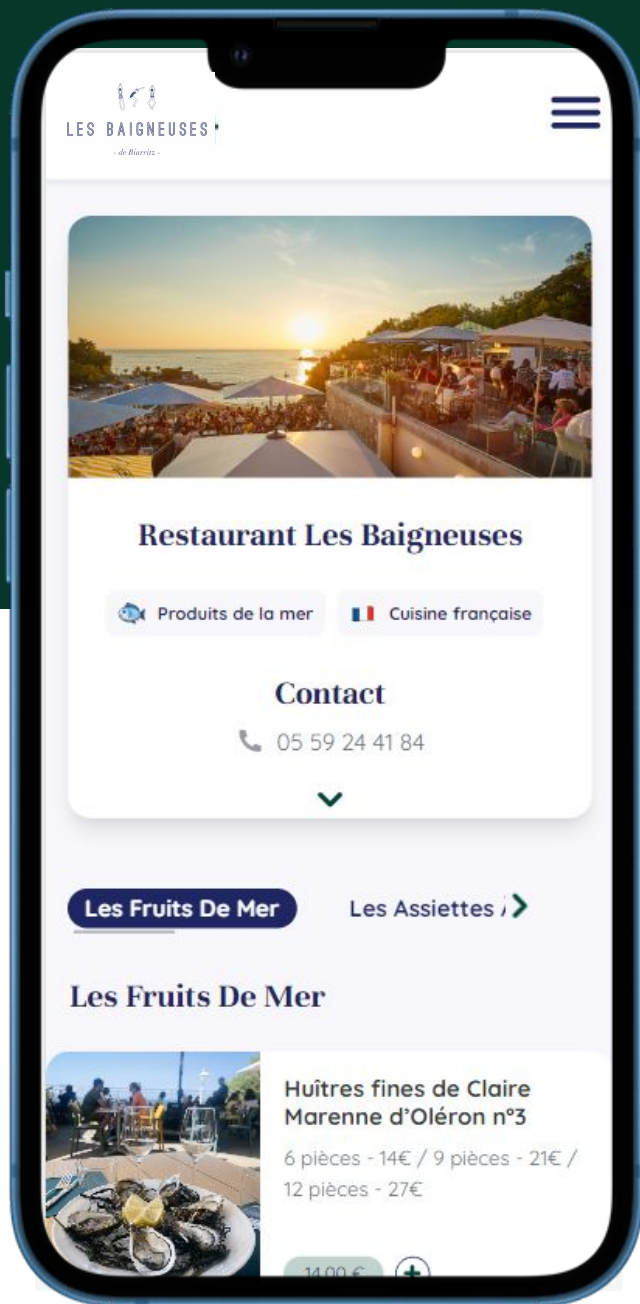 LES BAIGNEUSES
- de Biarritz -
Restaurant Les Baigneuses
Produits de la mer
Cuisine française
Contact
05 59 24 41 84
Les Fruits De Mer
Les Assiettes
Les Fruits De Mer
Huîtres fines de Claire
Marenne d’Oléron n°3
6 pièces - 14€ / 9 pièces - 21€ /
12 pièces - 27€
14.00 €